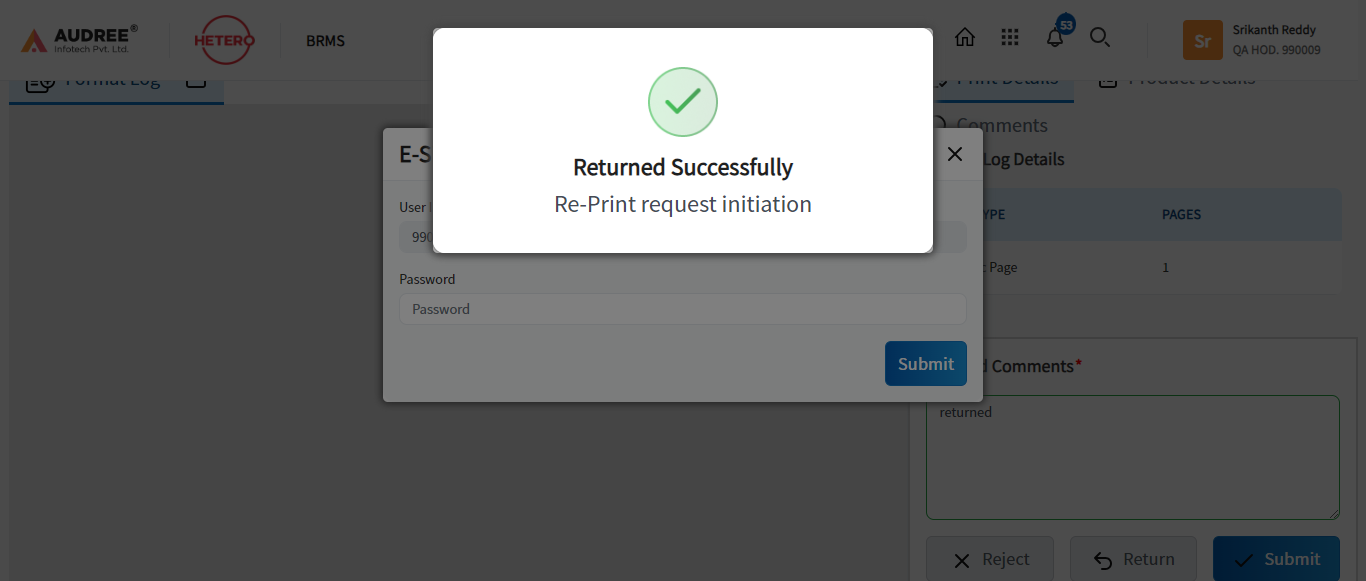 AUDREE®
Infotech Pvt. Ltd.
HETERO
BRMS
53
Sr
Srikanth Reddy
QA HOD. 990009
Format Log
Print Details
Product Details
Comments
Log Details
PAGES
Page
1
Returned Successfully
Re-Print request initiation
E-S
User
990
Password
Password
Submit
Comments*
returned
Reject
Return
Submit